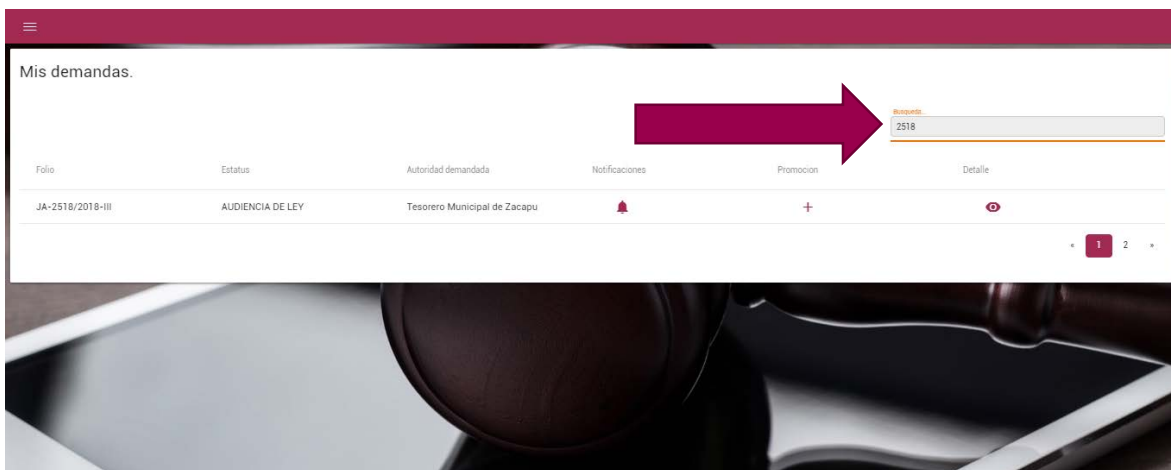 Mis demandas.
Búsqueda...
2518
Folio Estatus Autoridad demandada Notificaciones Promocion Detalle
JA-2518/2018-III AUDIENCIA DE LEY Tesorero Municipal de Zacapu
« 1 2 »